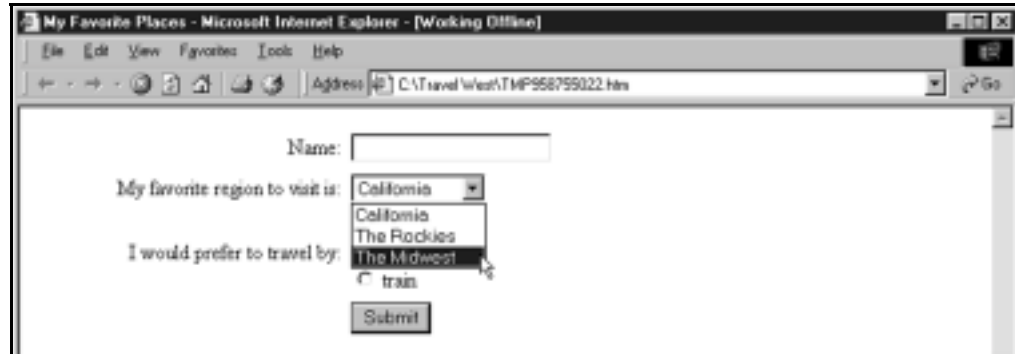 My Favorite Places - Microsoft Internet Explorer - [Working Offline]
File Edit View Favorites Tools Help
Address C:\Travel\West\TMP958755022.htm Go
Name:
My favorite region to visit is: California
California
The Rockies
I would prefer to travel by:
The Midwest
train
Submit